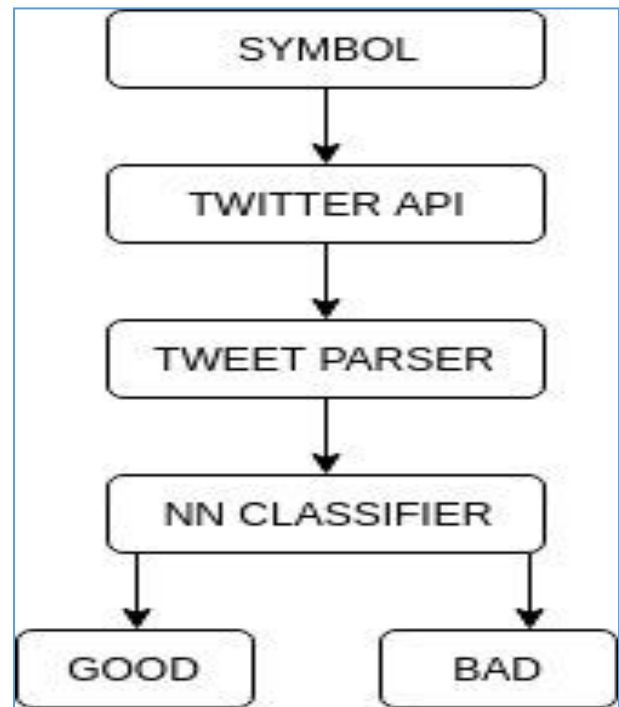 SYMBOL
TWITTER API
TWEET PARSER
NN CLASSIFIER
GOOD
BAD